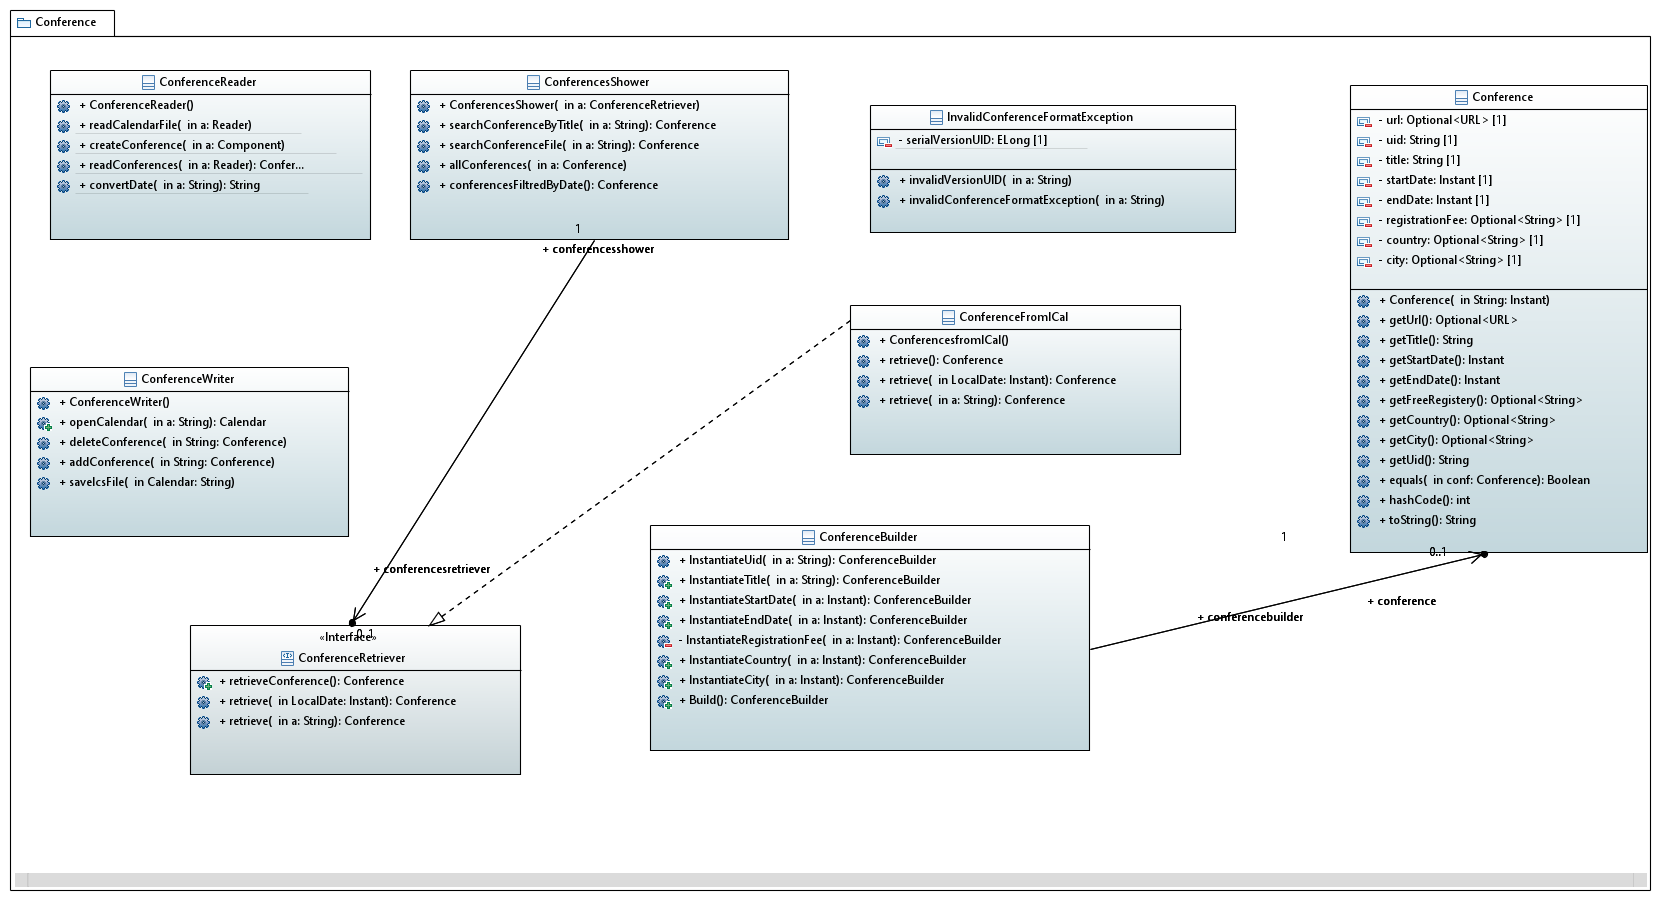 Conference
ConferenceReader
+ ConferenceReader()
+ readCalendarFile( in a: Reader)
+ createConference( in a: Component)
+ readConferences( in a: Reader): Confer...
+ convertDate( in a: String): String
ConferencesShower
+ ConferencesShower( in a: ConferenceRetriever)
+ searchConferenceByTitle( in a: String): Conference
+ searchConferenceFile( in a: String): Conference
+ allConferences( in a: Conference)
+ conferencesFiltredByDate(): Conference
1
+ conferencesshower
InvalidConferenceFormatException
- serialVersionUID: ELong [1]
+ invalidVersionUID( in a: String)
+ invalidConferenceFormatException( in a: String)
Conference
- url: Optional<URL> [1]
- uid: String [1]
- title: String [1]
- startDate: Instant [1]
- endDate: Instant [1]
- registrationFee: Optional<String> [1]
- country: Optional<String> [1]
- city: Optional<String> [1]
+ Conference( in String: Instant)
+ getUrl(): Optional<URL>
+ getTitle(): String
+ getStartDate(): Instant
+ getEndDate(): Instant
+ getFreeRegistery(): Optional<String>
+ getCountry(): Optional<String>
+ getCity(): Optional<String>
+ getUid(): String
+ equals( in conf: Conference): Boolean
+ hashCode(): int
+ toString(): String
0..1
+ conference
ConferenceFromICal
+ ConferencesfromICal()
+ retrieve(): Conference
+ retrieve( in LocalDate: Instant): Conference
+ retrieve( in a: String): Conference
ConferenceWriter
+ ConferenceWriter()
+ openCalendar( in a: String): Calendar
+ deleteConference( in String: Conference)
+ addConference( in String: Conference)
+ saveIcsFile( in Calendar: String)
ConferenceBuilder
+ InstantiateUid( in a: String): ConferenceBuilder
+ InstantiateTitle( in a: String): ConferenceBuilder
+ InstantiateStartDate( in a: Instant): ConferenceBuilder
+ InstantiateEndDate( in a: Instant): ConferenceBuilder
- InstantiateRegistrationFee( in a: Instant): ConferenceBuilder
+ InstantiateCountry( in a: Instant): ConferenceBuilder
+ InstantiateCity( in a: Instant): ConferenceBuilder
+ Build(): ConferenceBuilder
1
+ conferencebuilder
+ conferencesretriever
0..1
«Interface»
ConferenceRetriever
+ retrieveConference(): Conference
+ retrieve( in LocalDate: Instant): Conference
+ retrieve( in a: String): Conference